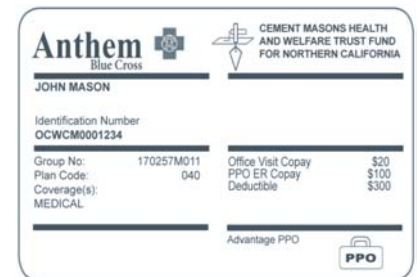 Anthem
Blue Cross
CEMENT MASONS HEALTH
AND WELFARE TRUST FUND
FOR NORTHERN CALIFORNIA
JOHN MASON
Identification Number
OCWCM0001234
Group No: 170257M011
Plan Code: 040
Coverage(s):
MEDICAL
Office Visit Copay $20
PPO ER Copay $100
Deductible $300
Advantage PPO
PPO